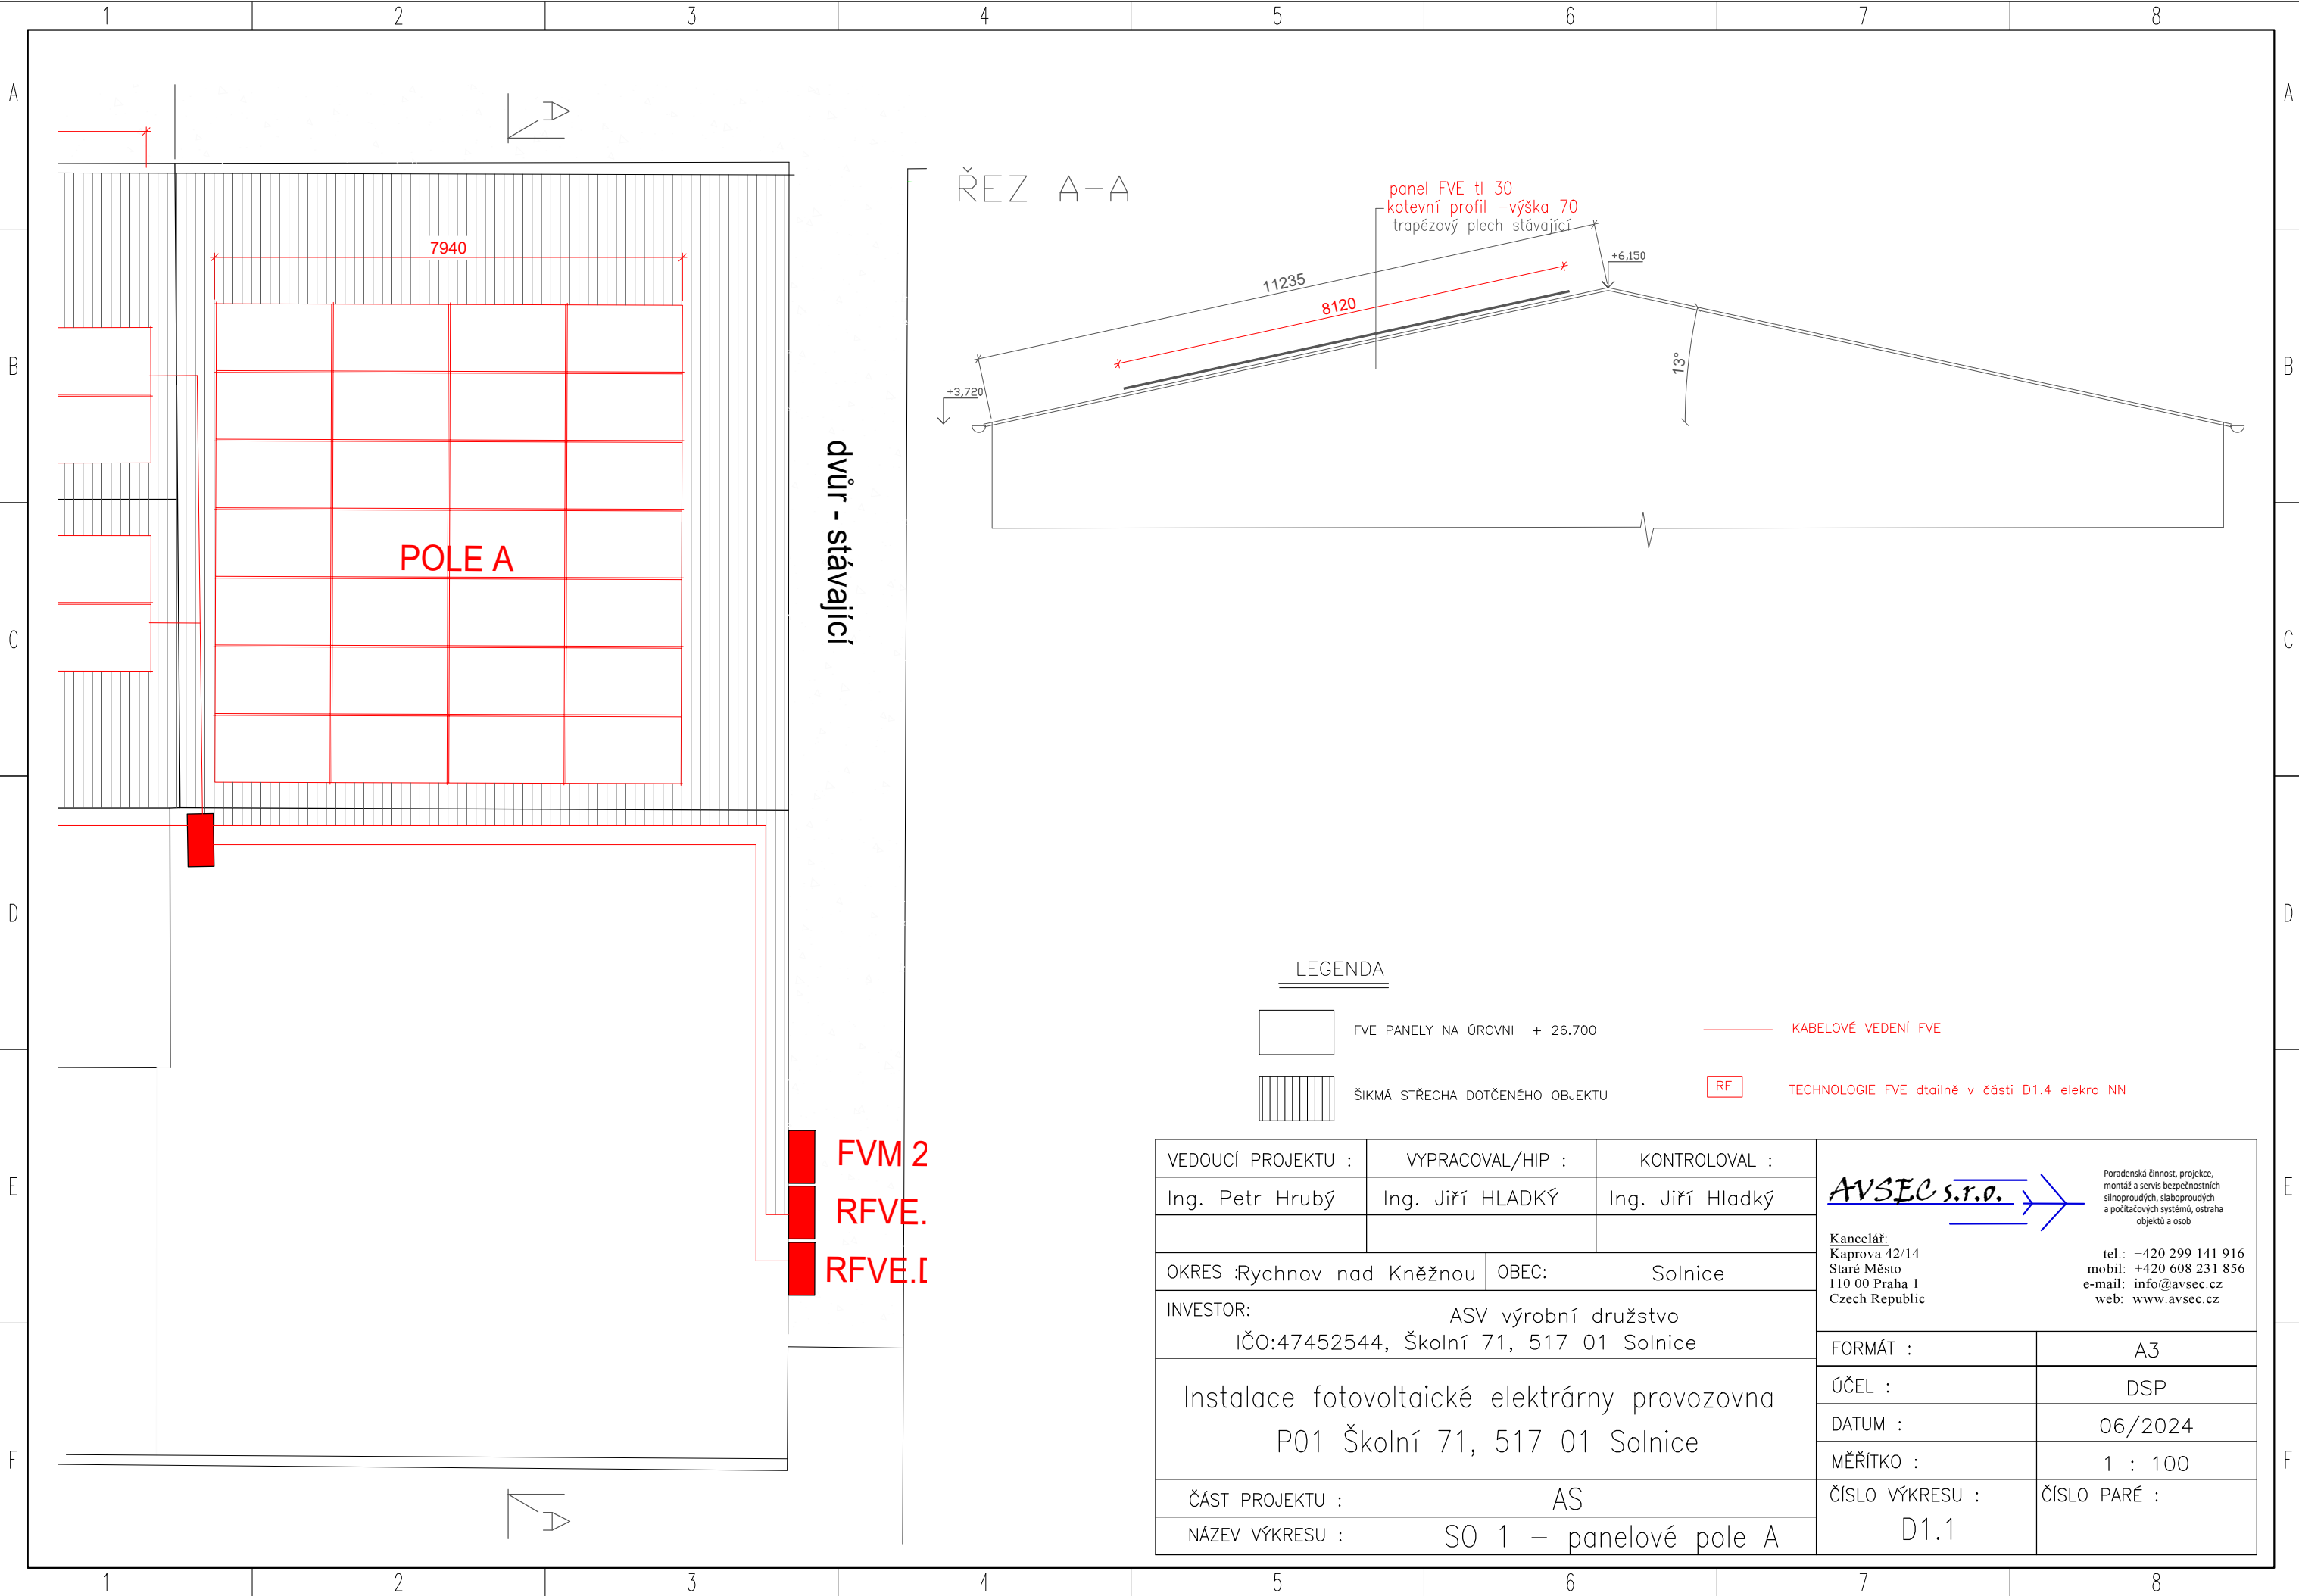 1 2 3 4 5 6 7 8
A A
B B
C C
D D
E E
F F
A
7940
POLE A
dvůr - stávající
FVM 2
RFVE.
RFVE.
A
ŘEZ A-A
panel FVE tl 30
kotevní profil -výška 70
trapézový plech stávající
11235
8120
+6,150
+3,720
13°
LEGENDA
FVE PANELY NA ÚROVNI + 26.700
KABELOVÉ VEDENÍ FVE
ŠIKMÁ STŘECHA DOTČENÉHO OBJEKTU
RF
TECHNOLOGIE FVE dtailně v části D1.4 elekro NN
VEDOUCÍ PROJEKTU : VYPRACOVAL/HIP : KONTROLOVAL :
Ing. Petr Hrubý Ing. Jiří HLADKÝ Ing. Jiří Hladký
OKRES :Rychnov nad Kněžnou OBEC: Solnice
INVESTOR: ASV výrobní družstvo
IČO:47452544, Školní 71, 517 01 Solnice
Instalace fotovoltaické elektrárny provozovna
P01 Školní 71, 517 01 Solnice
ČÁST PROJEKTU : AS
NÁZEV VÝKRESU : SO 1 – panelové pole A
AVSEC s.r.o.
Poradenská činnost, projekce,
montáž a servis bezpečnostních
silnoproudých, slaboproudých
a počítačových systémů, ostraha
objektů a osob
Kancelář:
Kaprova 42/14
Staré Město
110 00 Praha 1
Czech Republic
tel.: +420 299 141 916
mobil: +420 608 231 856
e-mail: info@avsec.cz
web: www.avsec.cz
FORMÁT : A3
ÚČEL : DSP
DATUM : 06/2024
MĚŘÍTKO : 1 : 100
ČÍSLO VÝKRESU : ČÍSLO PARÉ :
D1.1
1 2 3 4 5 6 7 8